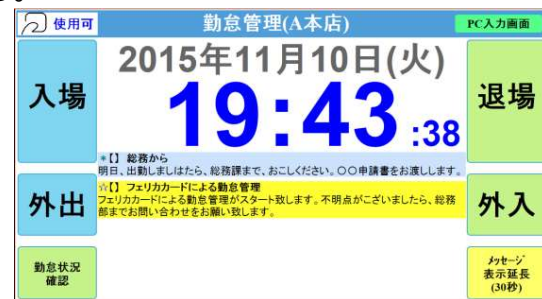 使用可
勤怠管理(A本店)
PC入力画面
入場
2015年11月10日(火)
19:43:38
退場
*【】 総務から
明日、出勤しましはたら、総務課まで、おこしください。〇〇申請書をお渡しします。
☆【】 フェリカカードによる勤怠管理
フェリカカードによる勤怠管理がスタート致します。不明点がございましたら、総務
部までお問い合わせをお願い致します。
外出
外入
勤怠状況
確認
メッセージ
表示延長
(30秒)